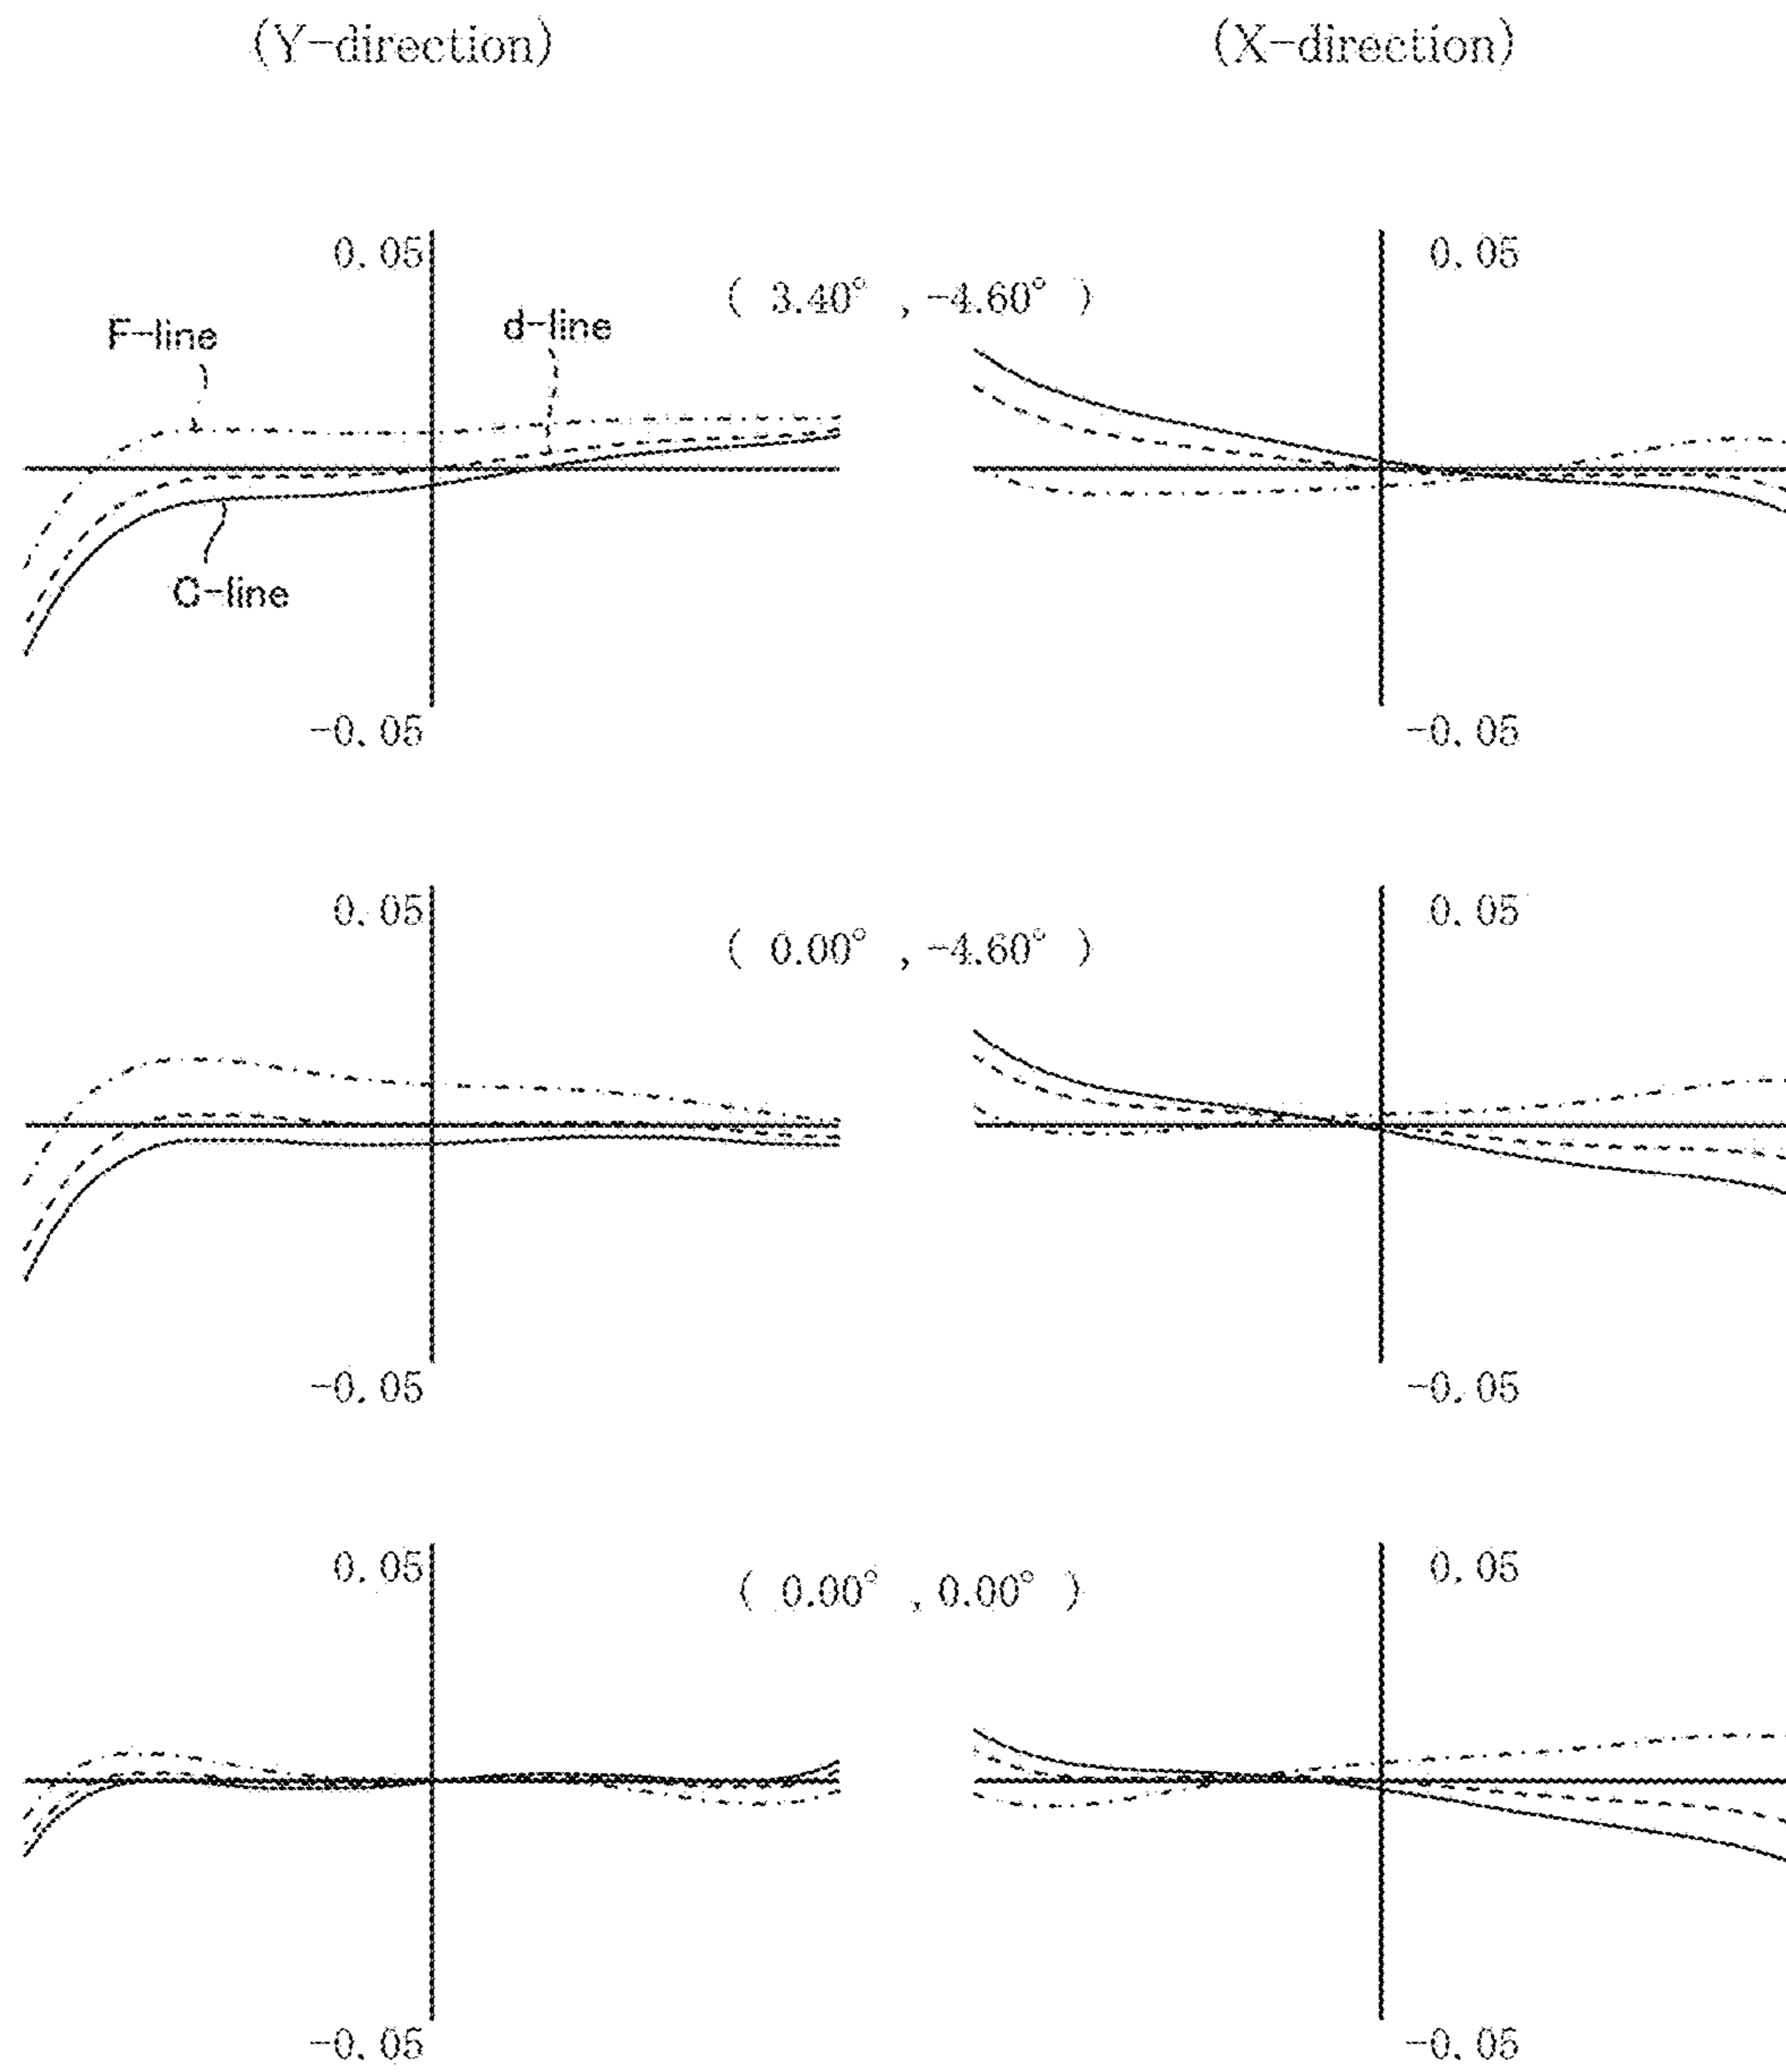 (Y-direction) (X-direction)
0.05 0.05
( 3.40° , -4.60° )
F-line d-line
C-line
-0.05 -0.05
0.05 0.05
( 0.00° , -4.60° )
-0.05 -0.05
0.05 0.05
( 0.00° , 0.00° )
-0.05 -0.05